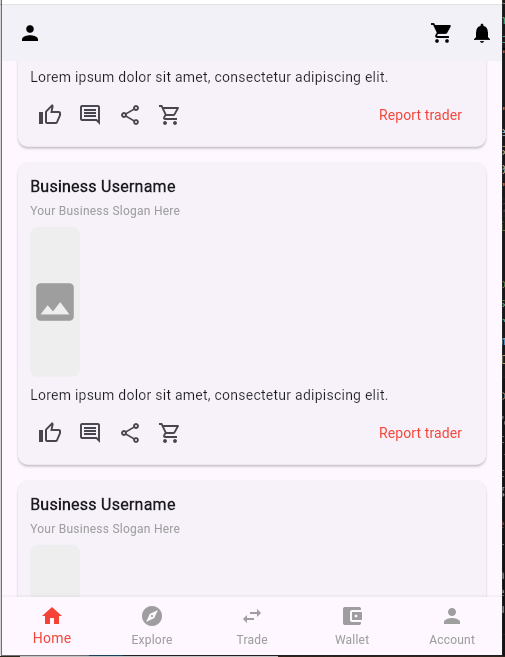 Lorem ipsum dolor sit amet, consectetur adipiscing elit.
Report trader
Business Username
Your Business Slogan Here
Lorem ipsum dolor sit amet, consectetur adipiscing elit.
Report trader
Business Username
Your Business Slogan Here
Home Explore Trade Wallet Account